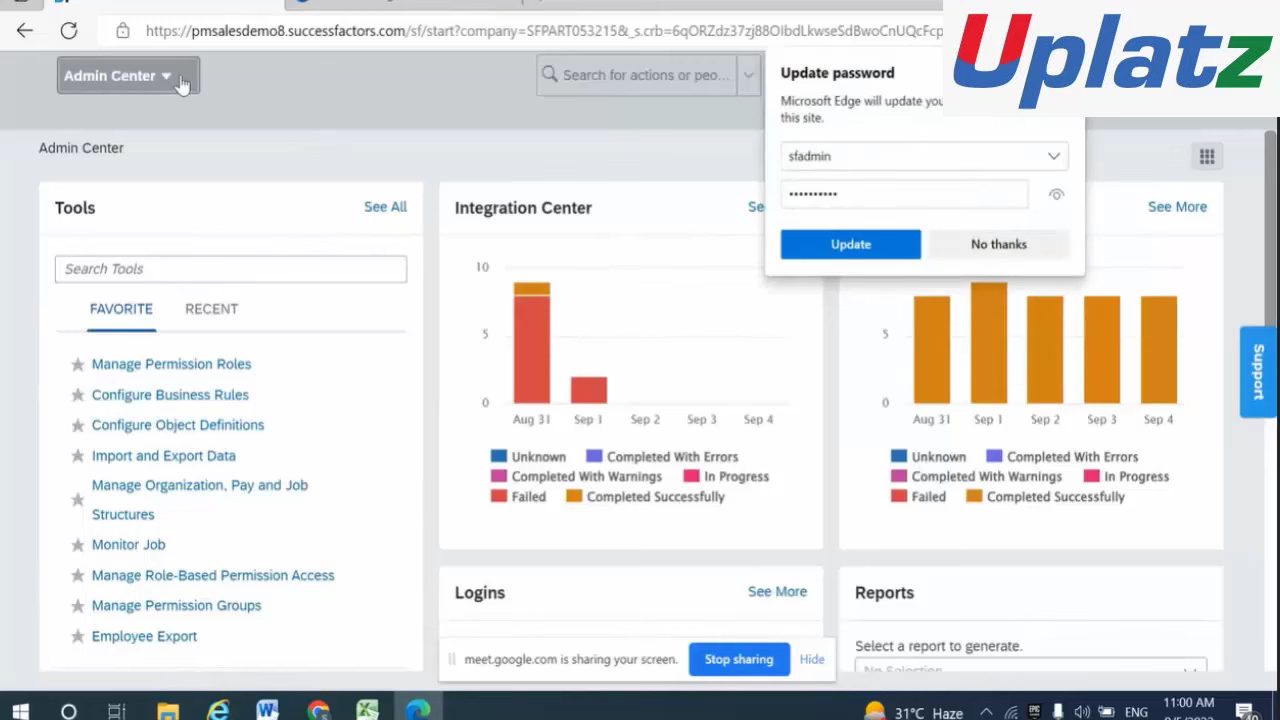 https://pmsalesdemo8.successfactors.com/sf/start?company=SFPART053215&_s.crb=
Uplatz
Admin Center
Search for actions or peo...
Update password
Microsoft Edge will update you
this site.
sfadmin
Update
No thanks
Admin Center
Tools
See All
Search Tools
FAVORITE
RECENT
Manage Permission Roles
Configure Business Rules
Configure Object Definitions
Import and Export Data
Manage Organization, Pay and Job
Structures
Monitor Job
Manage Role-Based Permission Access
Manage Permission Groups
Employee Export
Integration Center
Se
10
5
0
Aug 31 Sep 1 Sep 2 Sep 3 Sep 4
Unknown Completed With Errors
Completed With Warnings In Progress
Failed Completed Successfully
See More
5
0
Aug 31 Sep 1 Sep 2 Sep 3 Sep 4
Unknown Completed With Errors
Completed With Warnings In Progress
Failed Completed Successfully
Support
Logins
See More
Reports
Select a report to generate.
No Selection
meet.google.com is sharing your screen.
Stop sharing
Hide
31°C Haze
ENG
11:00 AM